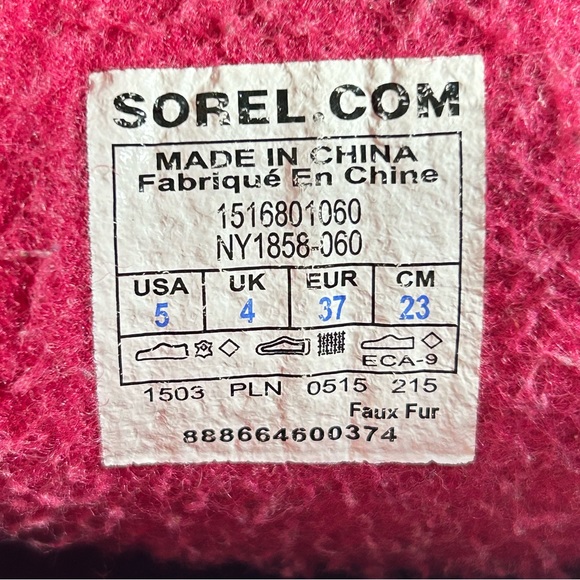 SOREL.COM
MADE IN CHINA
Fabriqué En Chine
1516801060
NY1858-060
USA UK EUR CM
5 4 37 23
ECA-9
1503 PLN 0515 215
Faux Fur
888664600374